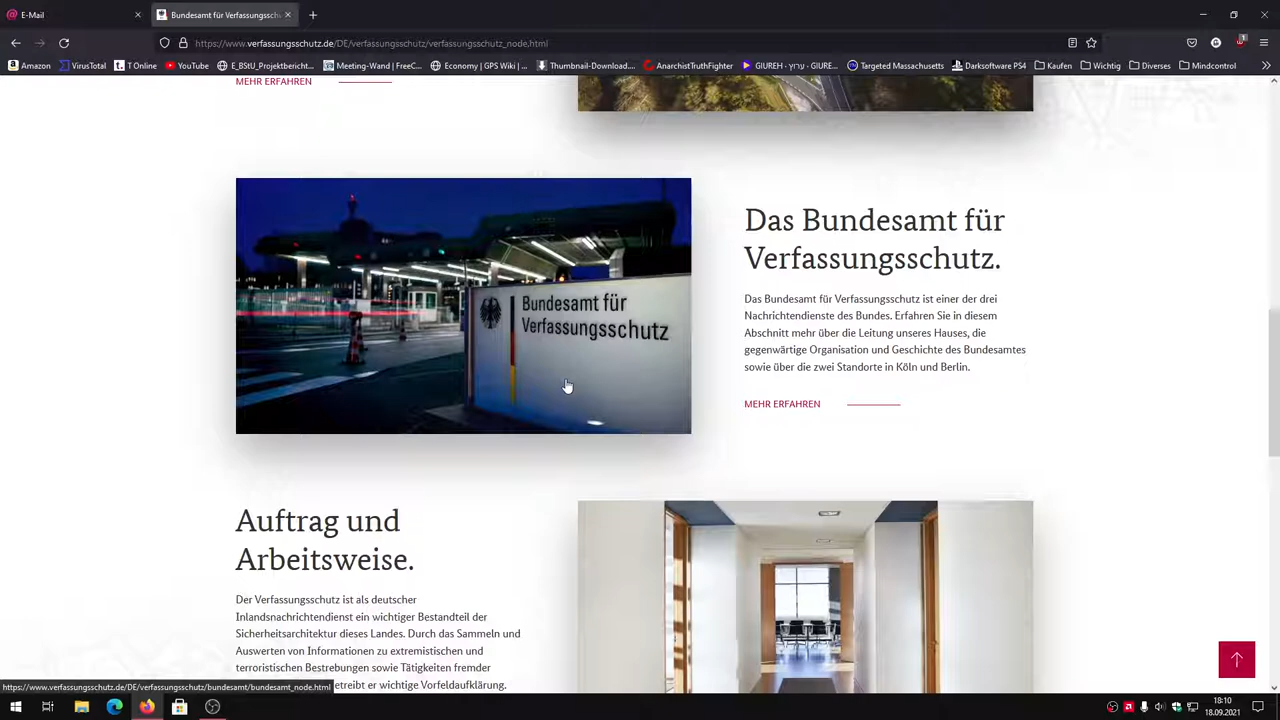 E-Mail
Bundesamt für Verfassungssch
https://www.verfassungsschutz.de/DE/verfassungsschutz/verfassungsschutz_node.html
Amazon VirusTotal T Online YouTube E_BStU_Projektbericht... Meeting-Wand | FreeC... Economy | GPS Wiki | ... Thumbnail-Download.... AnarchistTruthFighter GIUREH · גיורא | GIURE... Targeted Massachusetts Darksoftware PS4 Kaufen Wichtig Diverses Mindcontrol
MEHR ERFAHREN
Bundesamt für
Verfassungsschutz
Das Bundesamt für
Verfassungsschutz.
Das Bundesamt für Verfassungsschutz ist einer der drei
Nachrichtendienste des Bundes. Erfahren Sie in diesem
Abschnitt mehr über die Leitung unseres Hauses, die
gegenwärtige Organisation und Geschichte des Bundesamtes
sowie über die zwei Standorte in Köln und Berlin.
MEHR ERFAHREN
Auftrag und
Arbeitsweise.
Der Verfassungsschutz ist als deutscher
Inlandsnachrichtendienst ein wichtiger Bestandteil der
Sicherheitsarchitektur dieses Landes. Durch das Sammeln und
Auswerten von Informationen zu extremistischen und
terroristischen Bestrebungen sowie Tätigkeiten fremder
etreibt er wichtige Vorfeldaufklärung.
https://www.verfassungsschutz.de/DE/verfassungsschutz/bundesamt/bundesamt_node.html
18:10
18.09.2021